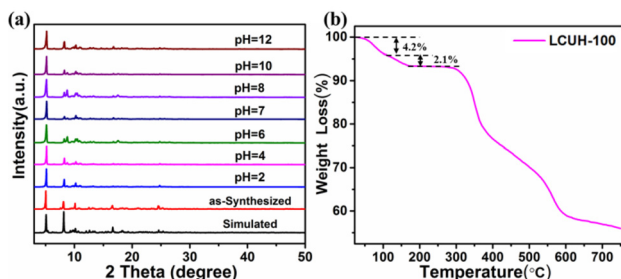 (a)
pH=12
pH=10
pH=8
pH=7
pH=6
pH=4
pH=2
as-Synthesized
Simulated
Intensity(a.u.)
10 20 30 40 50
2 Theta (degree)
(b)
LCUH-100
4.2%
2.1%
100
90
80
70
60
Weight Loss(%)
0 100 200 300 400 500 600 700
Temperature(°C)